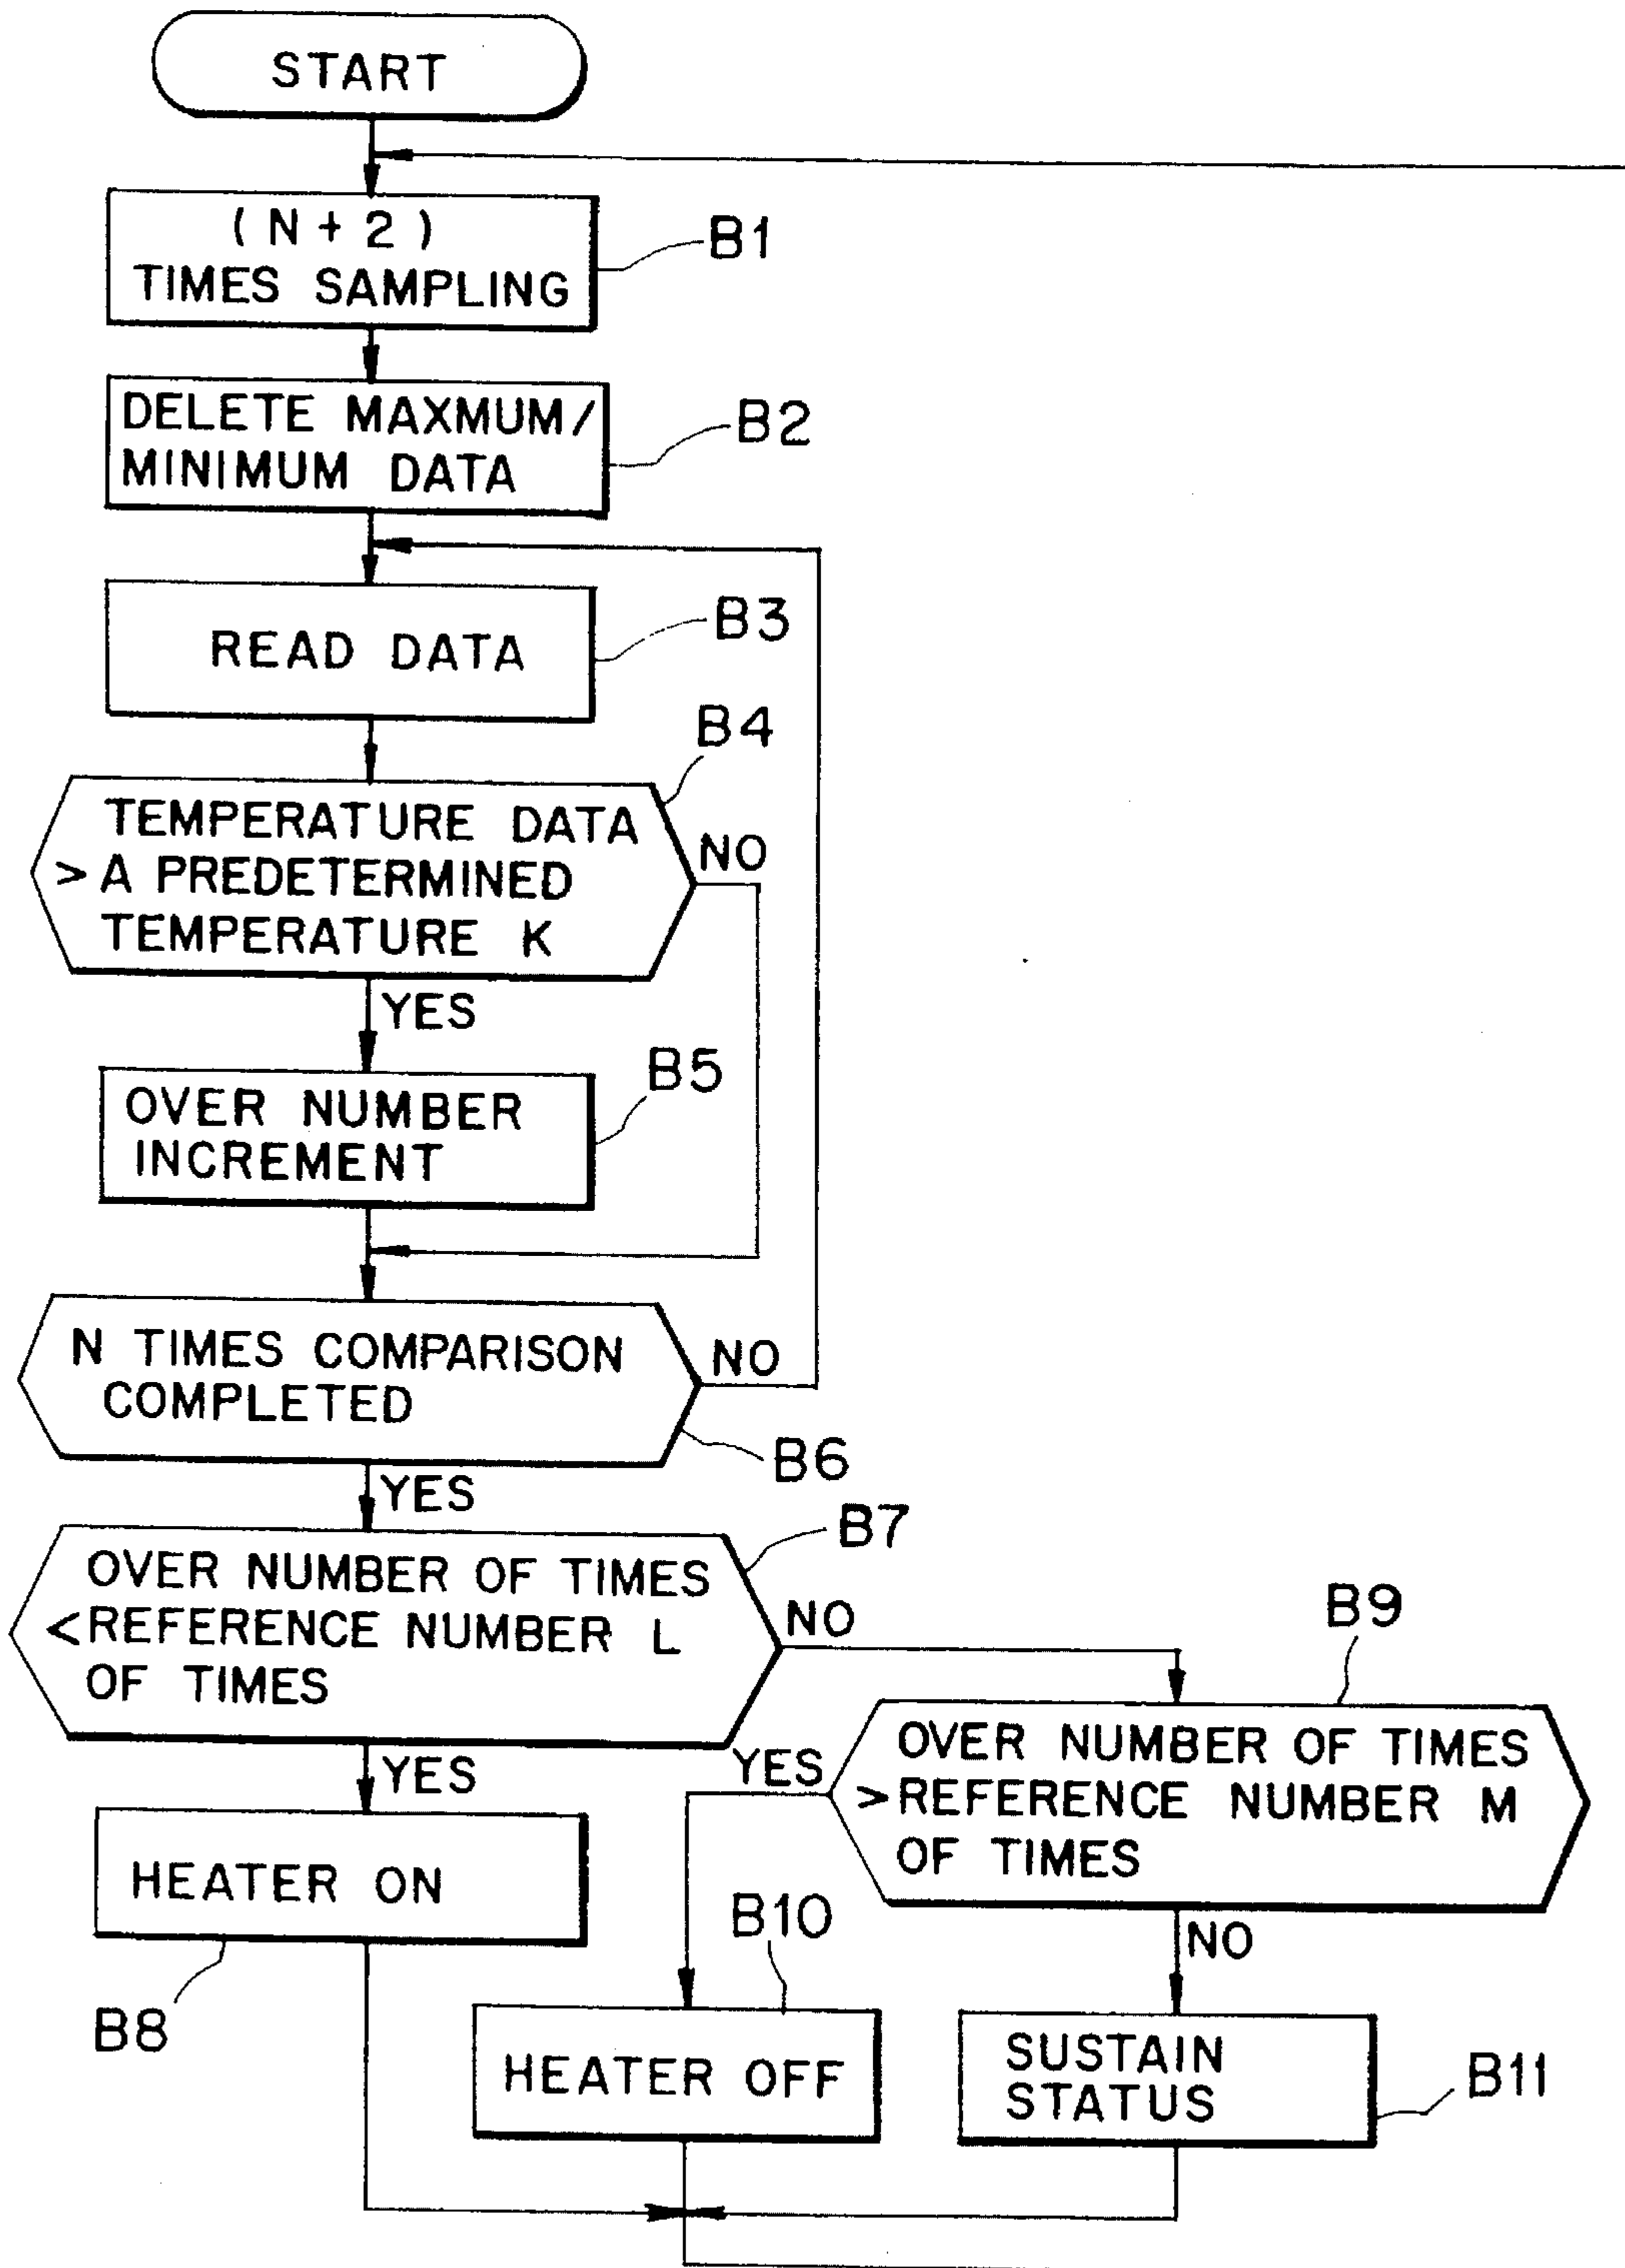 START
( N + 2 )
TIMES SAMPLING
B1
DELETE MAXMUM/
MINIMUM DATA
B2
READ DATA
B3
B4
TEMPERATURE DATA
> A PREDETERMINED
TEMPERATURE K
NO
YES
B5
OVER NUMBER
INCREMENT
N TIMES COMPARISON
COMPLETED
NO
B6
YES
B7
OVER NUMBER OF TIMES
< REFERENCE NUMBER L
OF TIMES
NO
B9
YES
OVER NUMBER OF TIMES
> REFERENCE NUMBER M
OF TIMES
YES
HEATER ON
B8
B10
NO
HEATER OFF
SUSTAIN
STATUS
B11